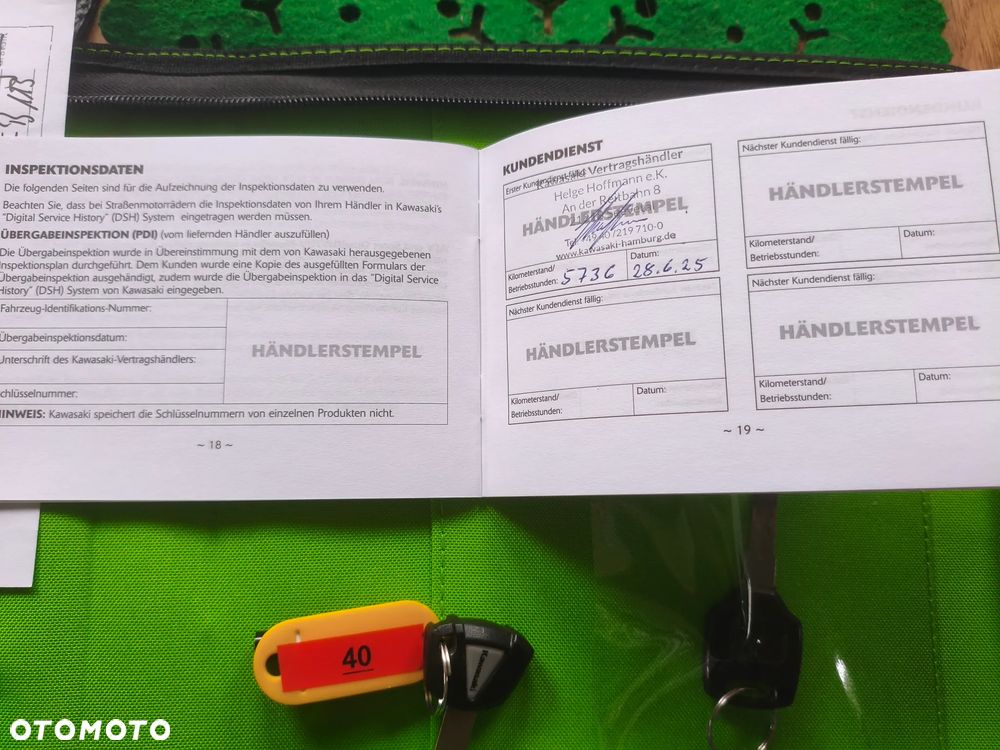 INSPEKTIONSDATEN
Die folgenden Seiten sind für die Aufzeichnung der Inspektionsdaten zu verwenden.
Beachten Sie, dass bei Straßenmotorrädern die Inspektionsdaten von Ihrem Händler in Kawasaki's
"Digital Service History" (DSH) System eingetragen werden müssen.
ÜBERGABEINSPEKTION (PDI) (vom liefernden Händler auszufüllen)
Die Übergabeinspektion wurde in Übereinstimmung mit dem von Kawasaki herausgegebenen
Inspektionsplan durchgeführt. Dem Kunden wurde eine Kopie des ausgefüllten Formulars der
Übergabeinspektion ausgehändigt, zudem wurde die Übergabeinspektion in das "Digital Service
History" (DSH) System von Kawasaki eingegeben.
Fahrzeug-Identifikations-Nummer:
Übergabeinspektionsdatum:
Unterschrift des Kawasaki-Vertragshändlers:
Schlüsselnummer:
HÄNDLERSTEMPEL
HINWEIS: Kawasaki speichert die Schlüsselnummern von einzelnen Produkten nicht.
~ 18 ~
KUNDENDIENST
Erster Kundendienst fällig:
Kawasaki Vertragshändler
Helge Hoffmann e.K.
An der Reitbahn 8
HÄNDLERSTEMPEL
www.kawasaki-hamburg.de
Kilometerstand/
Betriebsstunden: 5736
Datum:
28.6.25
Nächster Kundendienst fällig:
HÄNDLERSTEMPEL
Kilometerstand/
Betriebsstunden:
Datum:
Nächster Kundendienst fällig:
HÄNDLERSTEMPEL
Kilometerstand/
Betriebsstunden:
Datum:
Nächster Kundendienst fällig:
HÄNDLERSTEMPEL
Kilometerstand/
Betriebsstunden:
Datum:
~ 19 ~
40
Kawasaki
OTOMOTO